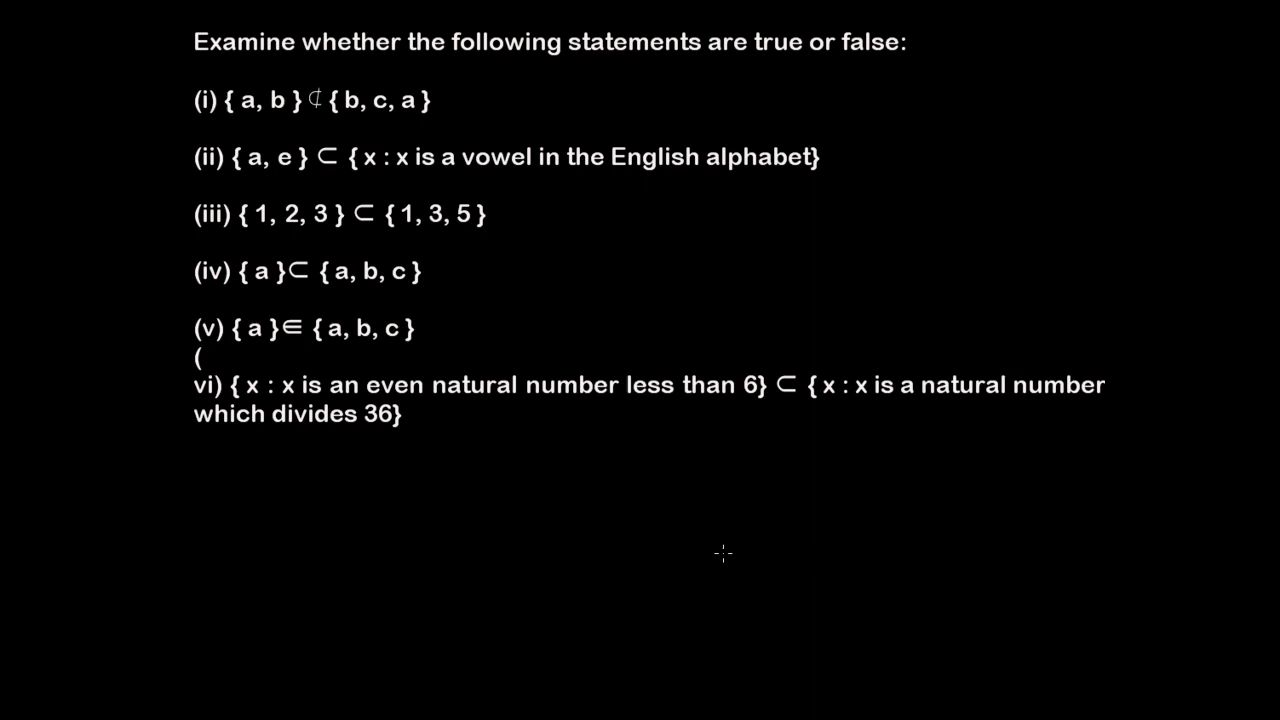 Examine whether the following statements are true or false:
(i) { a, b } ⊄ { b, c, a }
(ii) { a, e } ⊂ { x : x is a vowel in the English alphabet}
(iii) { 1, 2, 3 } ⊂ { 1, 3, 5 }
(iv) { a }⊂ { a, b, c }
(v) { a }∈ { a, b, c }
(
vi) { x : x is an even natural number less than 6} ⊂ { x : x is a natural number
which divides 36}